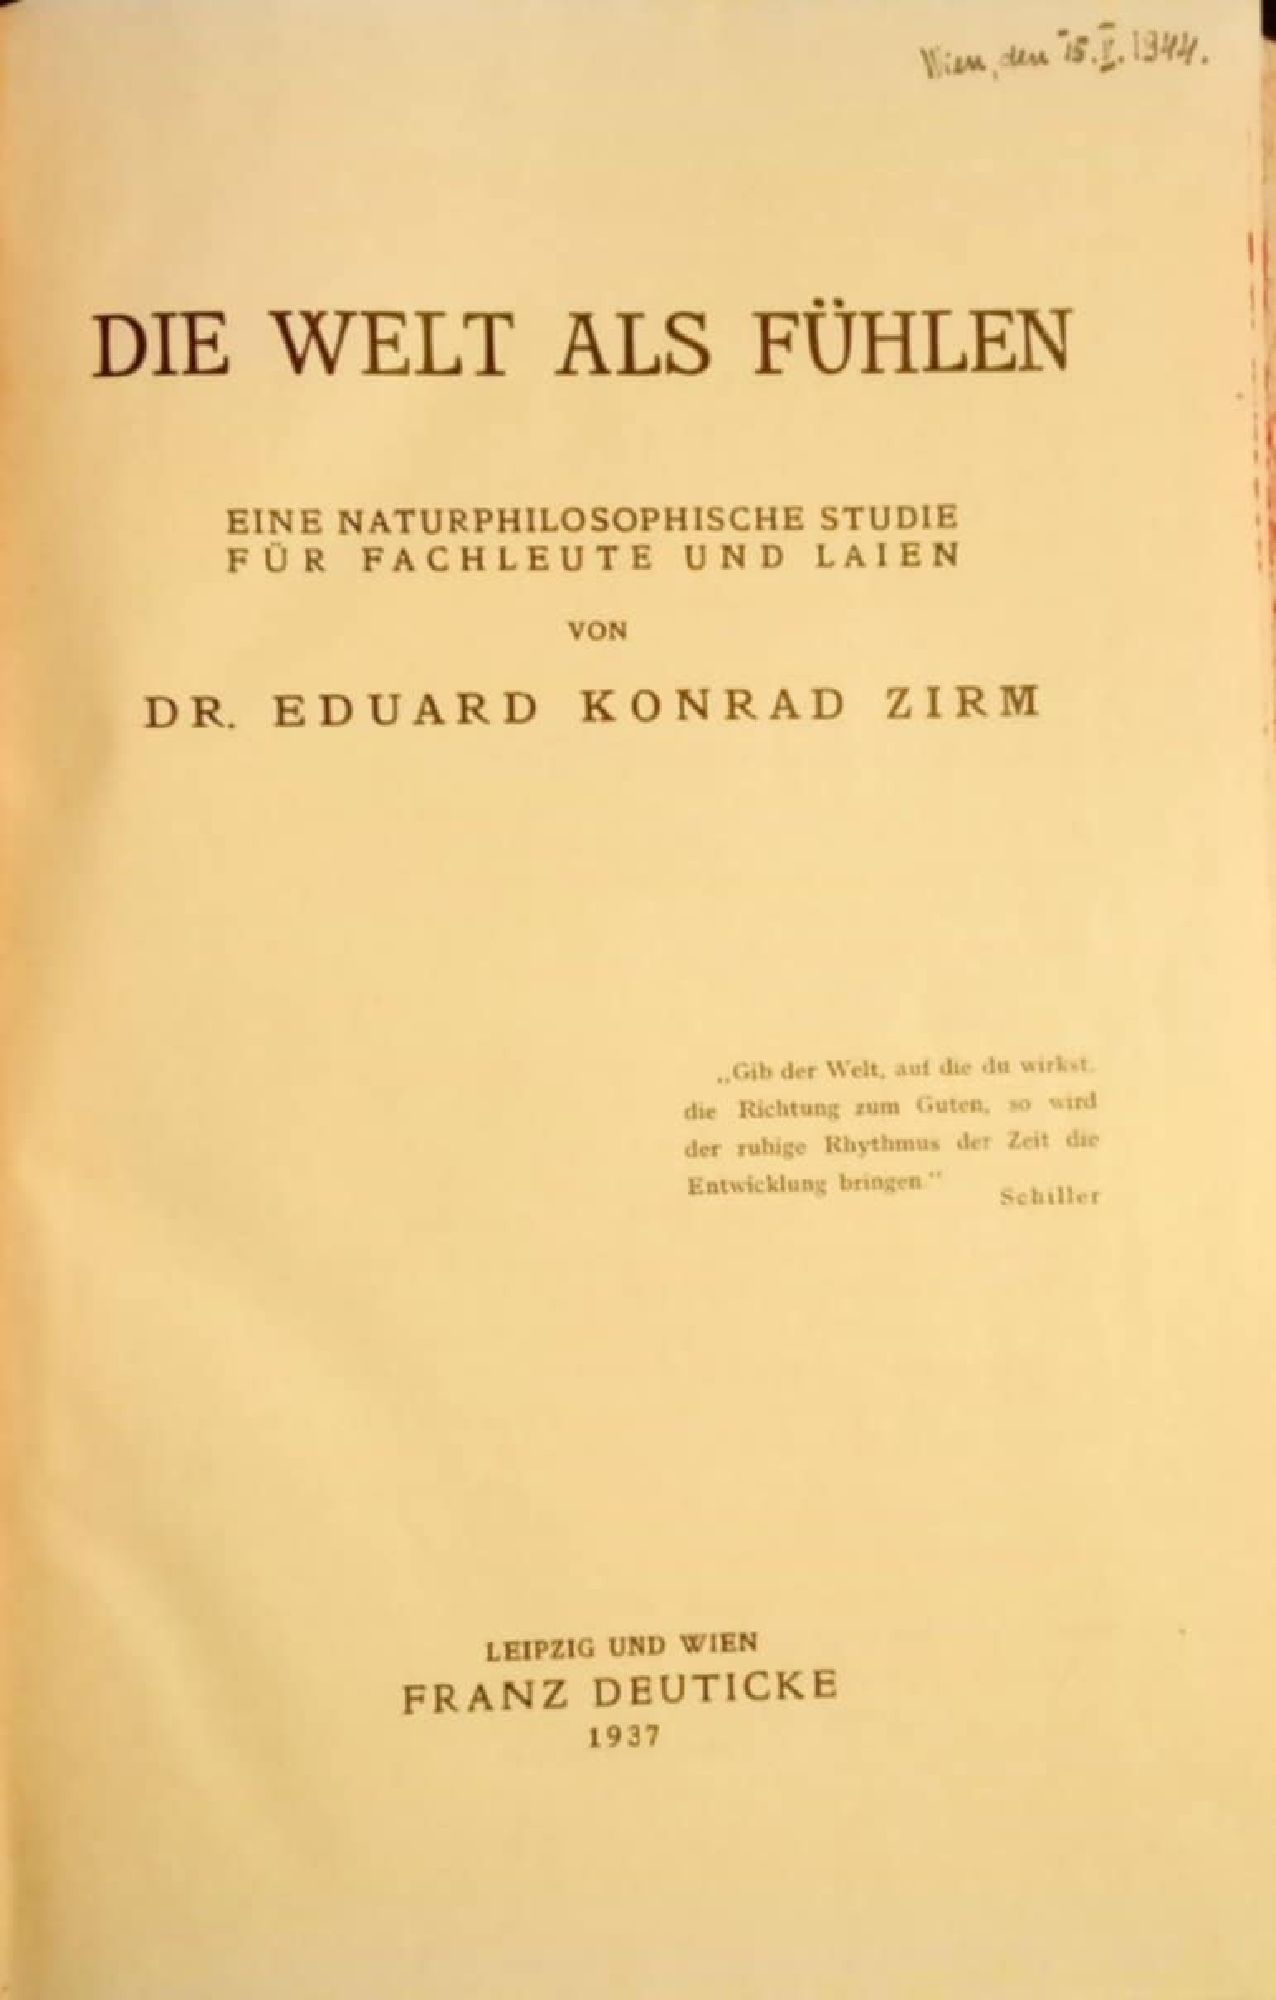 Wien, den 15. I. 1944.
DIE WELT ALS FÜHLEN
EINE NATURPHILOSOPHISCHE STUDIE
FÜR FACHLEUTE UND LAIEN
VON
DR. EDUARD KONRAD ZIRM
„Gib der Welt, auf die du wirkst,
die Richtung zum Guten, so wird
der ruhige Rhythmus der Zeit die
Entwicklung bringen.“
Schiller
LEIPZIG UND WIEN
FRANZ DEUTICKE
1937